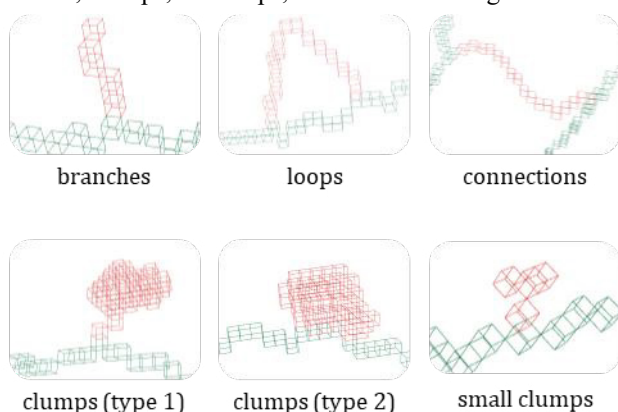 branches
loops
connections
clumps (type 1)
clumps (type 2)
small clumps